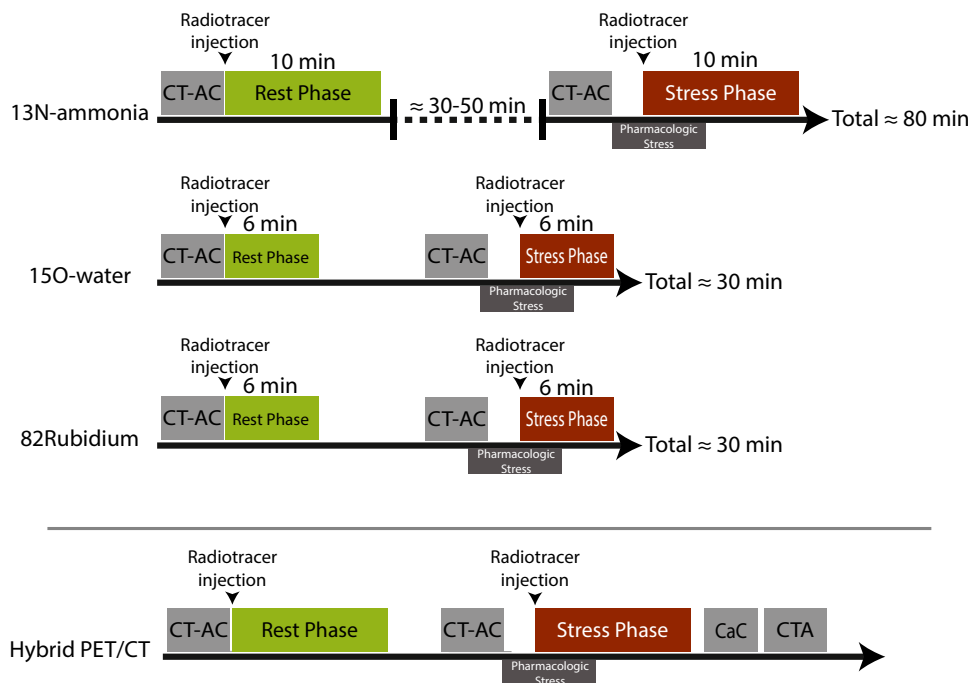 Radiotracer
injection
10 min
CT-AC
Rest Phase
≈ 30-50 min
Radiotracer
injection
10 min
CT-AC
Stress Phase
13N-ammonia
Pharmacologic
Stress
Total ≈ 80 min
Radiotracer
injection
6 min
CT-AC
Rest Phase
Radiotracer
injection
6 min
CT-AC
Stress Phase
15O-water
Pharmacologic
Stress
Total ≈ 30 min
Radiotracer
injection
6 min
CT-AC
Rest Phase
Radiotracer
injection
6 min
CT-AC
Stress Phase
82Rubidium
Pharmacologic
Stress
Total ≈ 30 min
Radiotracer
injection
CT-AC
Rest Phase
Radiotracer
injection
CT-AC
Stress Phase
CaC
CTA
Hybrid PET/CT
Pharmacologic
Stress